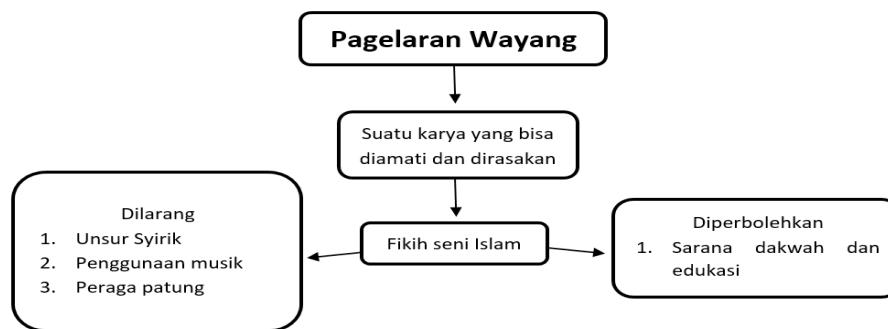 Pagelaran Wayang
Suatu karya yang bisa
diamati dan dirasakan
Fikih seni Islam
Dilarang
1. Unsur Syirik
2. Penggunaan musik
3. Peraga patung
Diperbolehkan
1. Sarana dakwah dan
edukasi